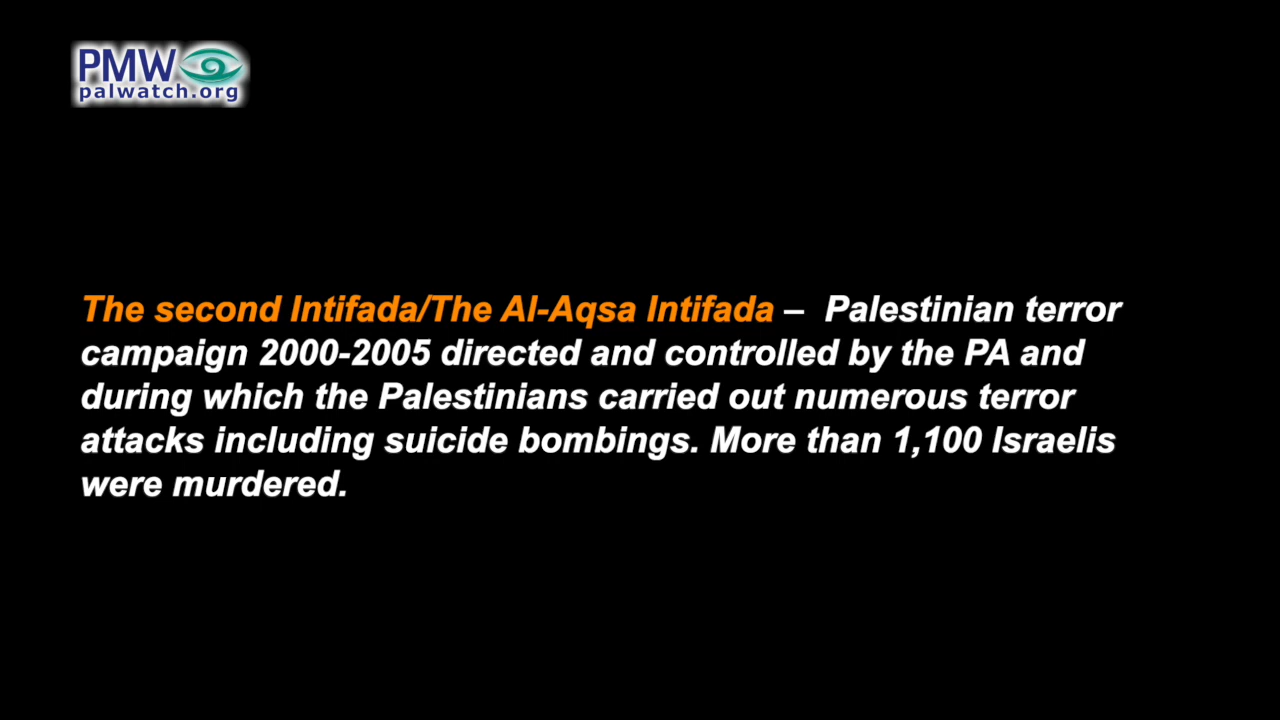 PMW
palwatch.org
The second Intifada/The Al-Aqsa Intifada – Palestinian terror
campaign 2000-2005 directed and controlled by the PA and
during which the Palestinians carried out numerous terror
attacks including suicide bombings. More than 1,100 Israelis
were murdered.